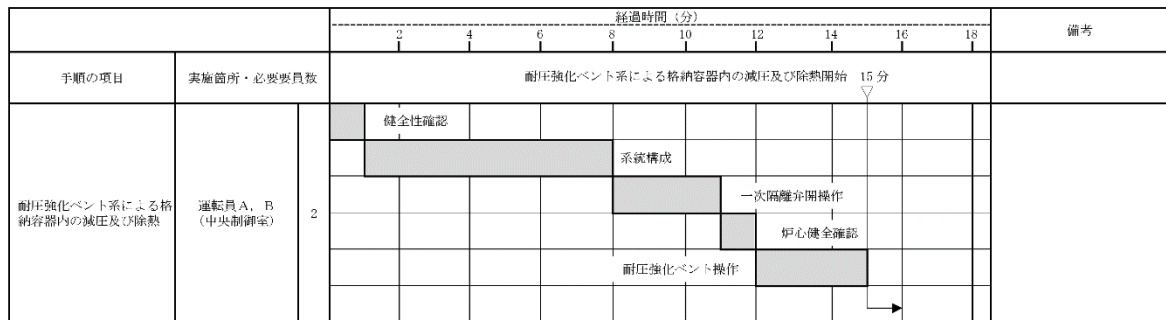 経過時間（分）
備考
2 4 6 8 10 12 14 16 18
手順の項目
実施箇所・必要要員数
耐圧強化ベント系による格納容器内の減圧及び除熱開始 15分
健全性確認
系統構成
耐圧強化ベント系による格
納容器内の減圧及び除熱
運転員A，B
（中央制御室）
2
一次隔離弁開操作
炉心健全確認
耐圧強化ベント操作